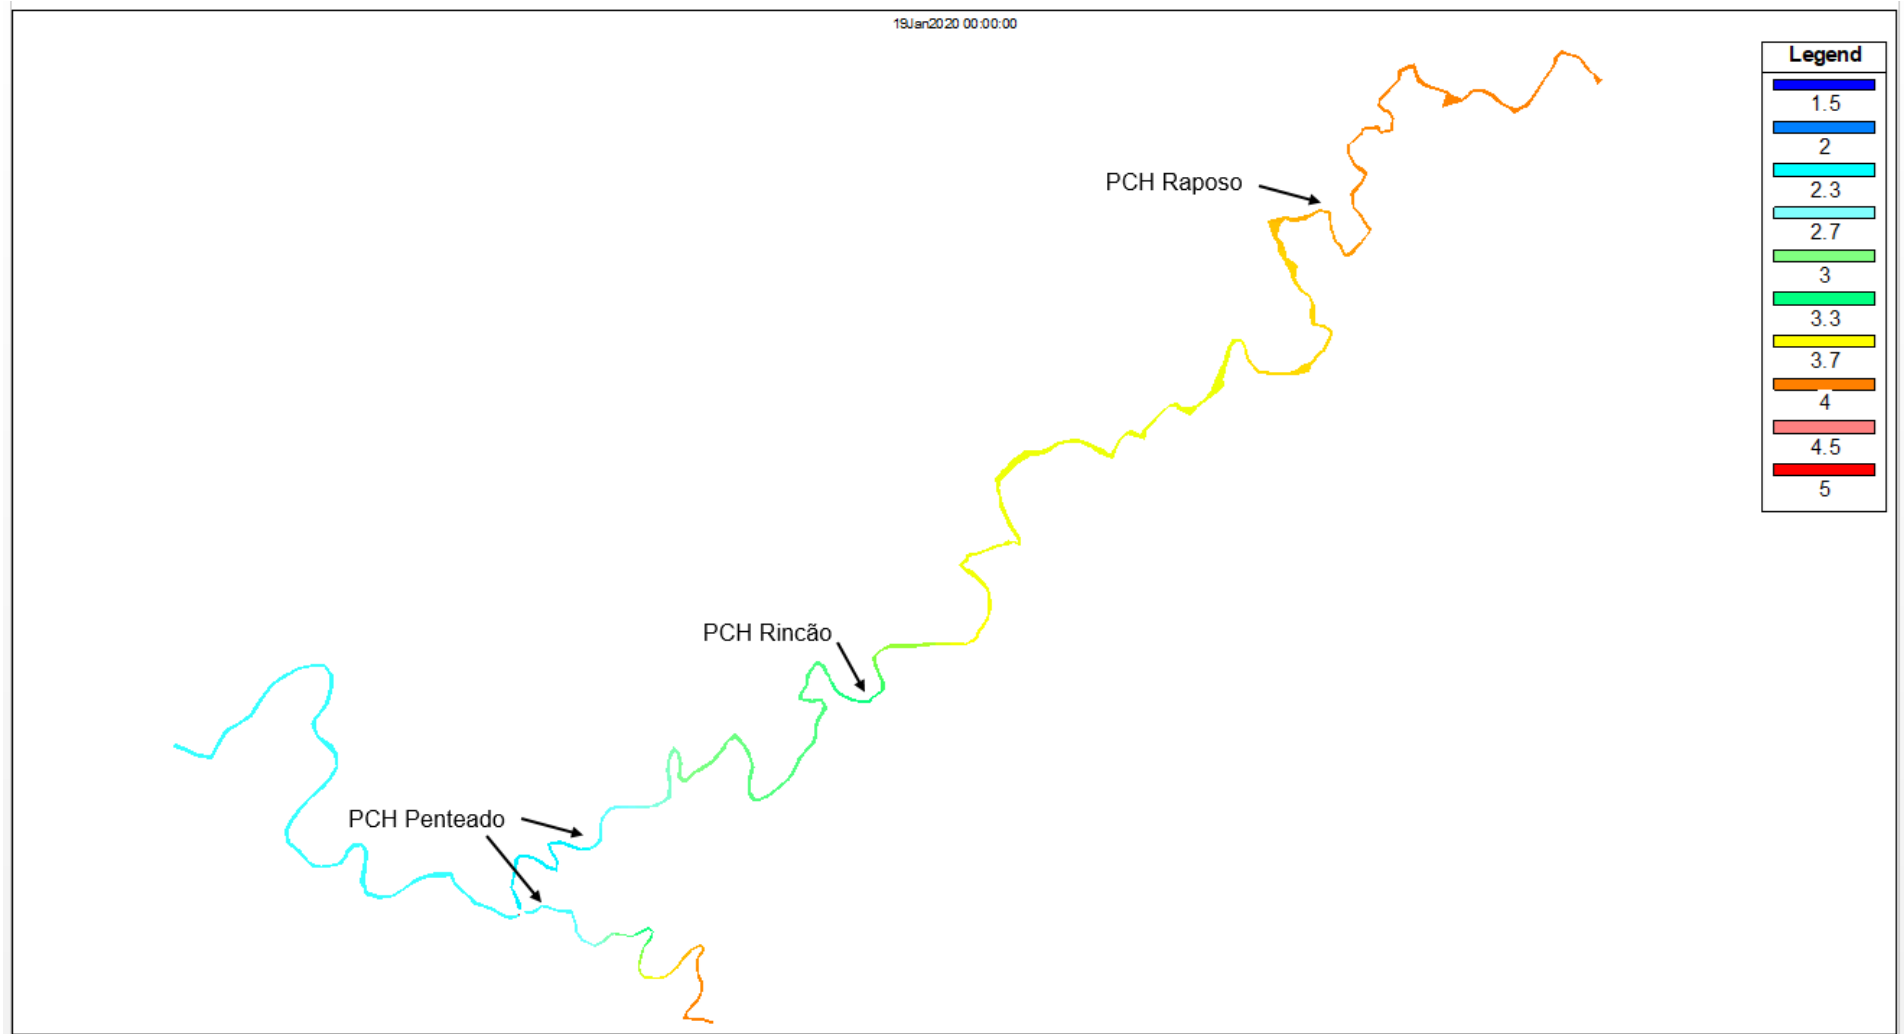 19Jan2020 00:00:00
Legend
1.5
2
2.3
2.7
3
3.3
3.7
4
4.5
5
PCH Raposo
PCH Rincão
PCH Penteado